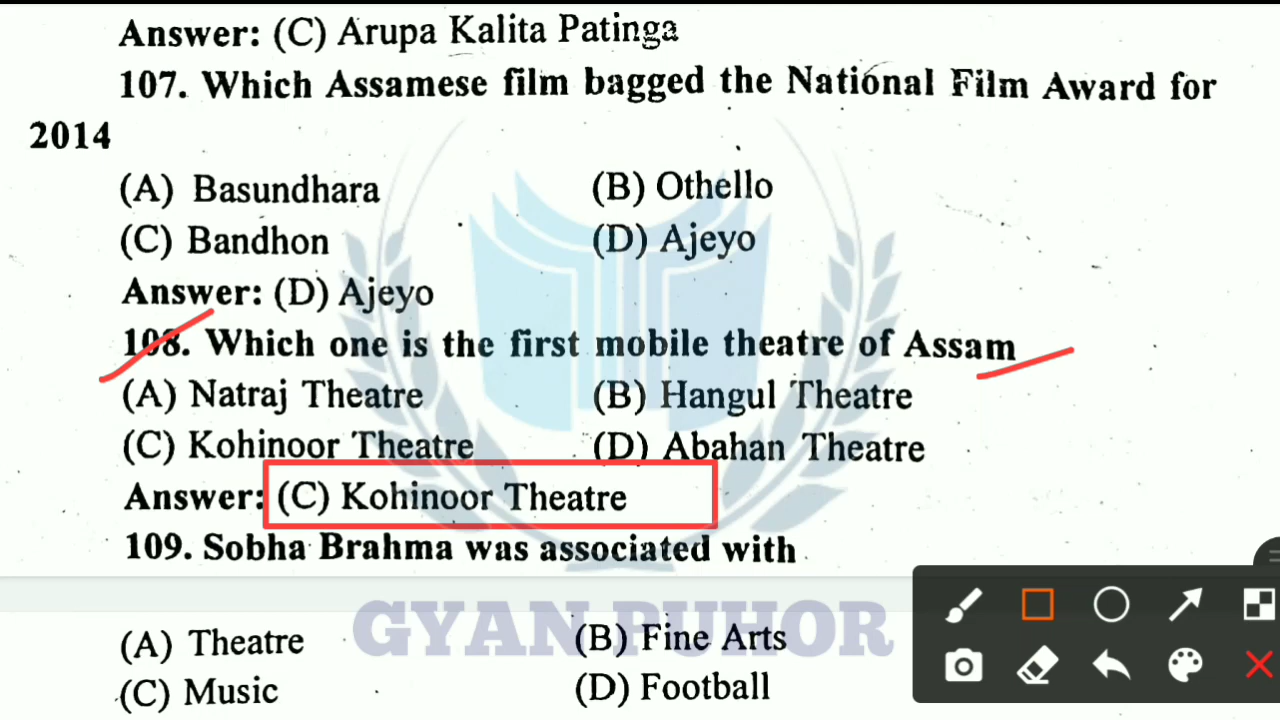 Answer: (C) Arupa Kalita Patinga
107. Which Assamese film bagged the National Film Award for
2014
(A) Basundhara (B) Othello
(C) Bandhon (D) Ajeyo
Answer: (D) Ajeyo
108. Which one is the first mobile theatre of Assam
(A) Natraj Theatre (B) Hangul Theatre
(C) Kohinoor Theatre (D) Abahan Theatre
Answer: (C) Kohinoor Theatre
109. Sobha Brahma was associated with
GYAN PUHOR
(A) Theatre (B) Fine Arts
(C) Music (D) Football